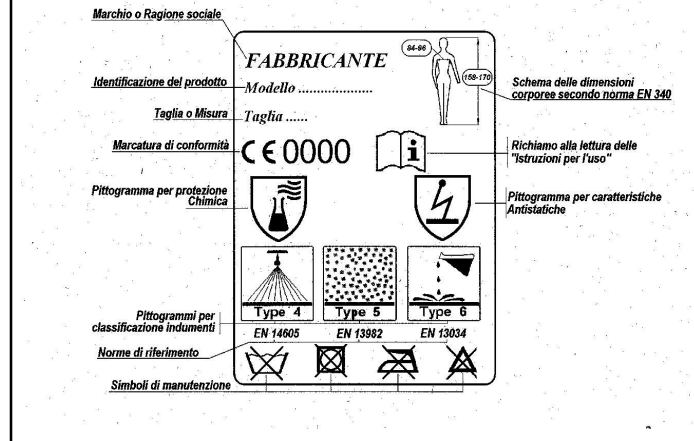 Marchio o Ragione sociale
FABBRICANTE
84-96
158-170
Identificazione del prodotto
Modello ....................
Schema delle dimensioni
corporee secondo norma EN 340
Taglia o Misura
Taglia ......
Marcatura di conformità
CE0000
i
Richiamo alla lettura delle
"Istruzioni per l'uso"
Pittogramma per protezione
Chimica
Pittogramma per caratteristiche
Antistatiche
Type 4
Type 5
Type 6
Pittogrammi per
classificazione indumenti
EN 14605
EN 13982
EN 13034
Norme di riferimento
Simboli di manutenzione